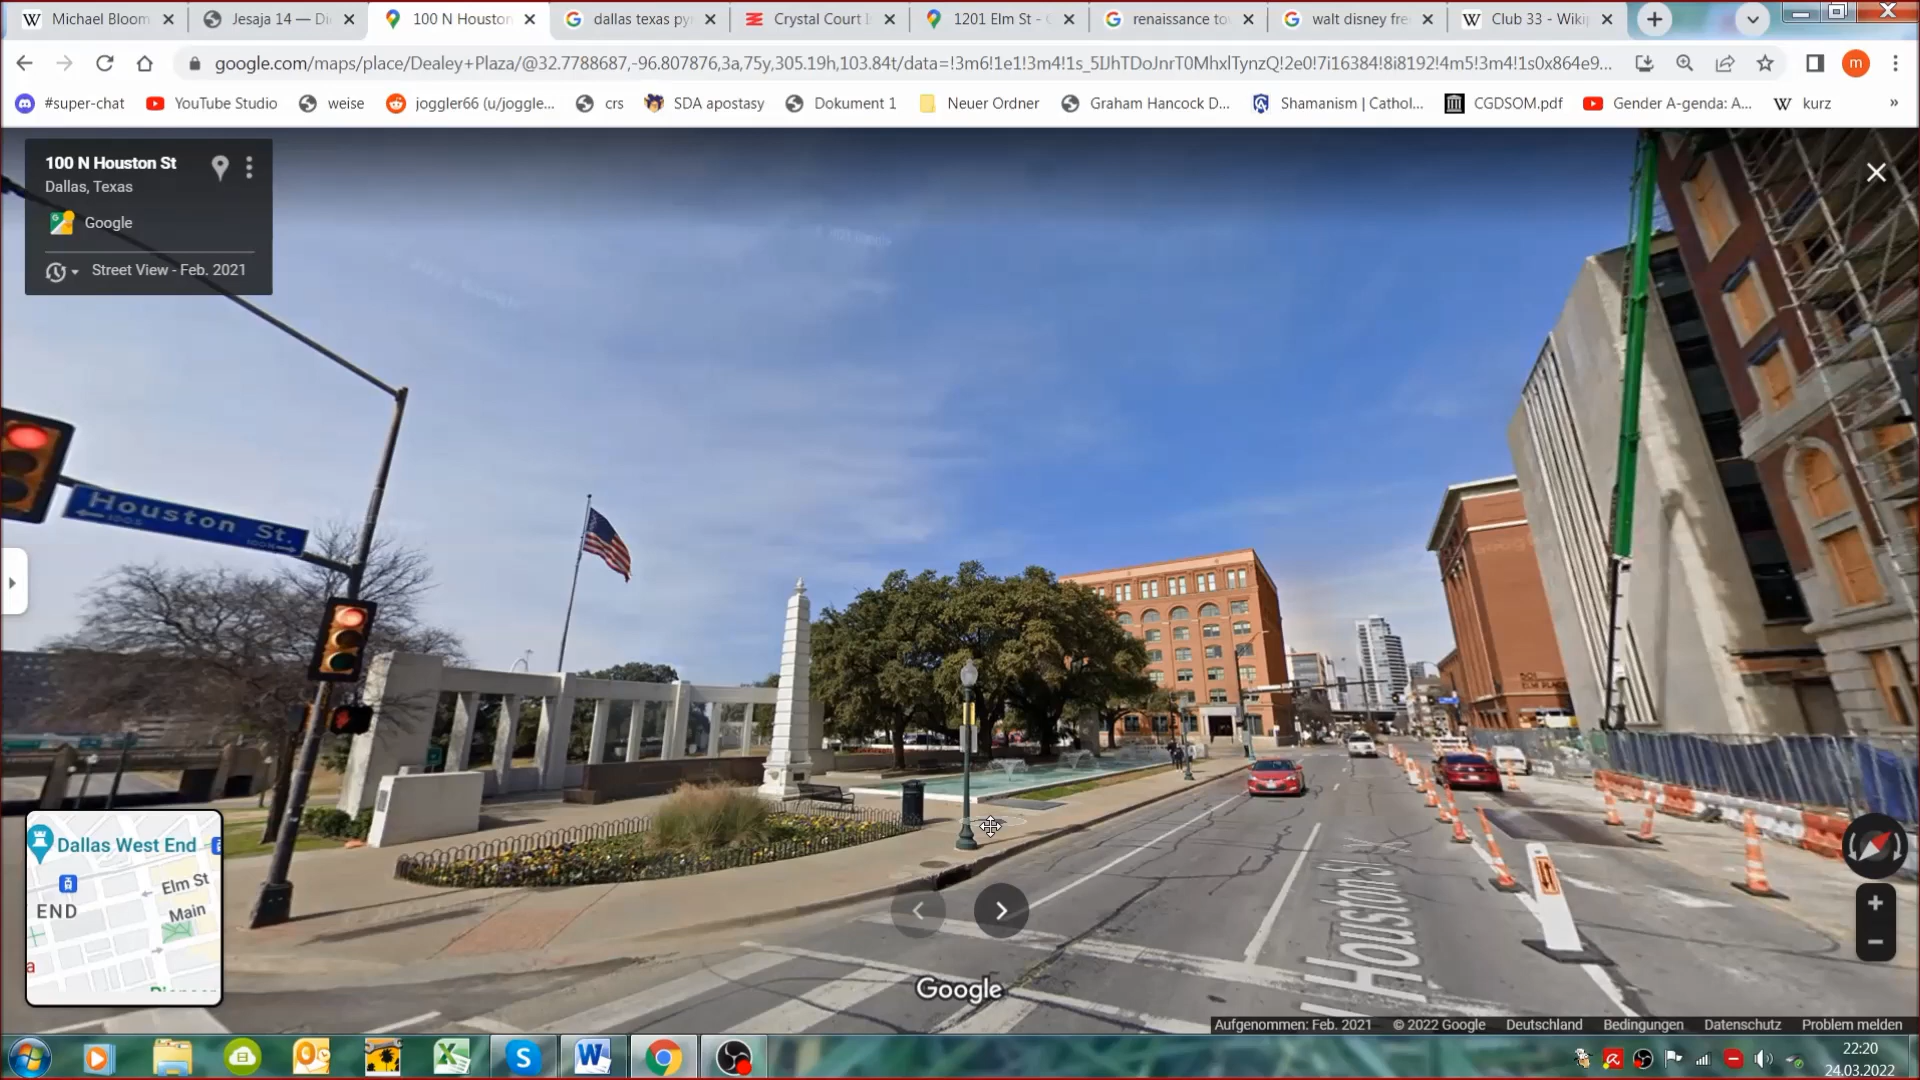 Michael Bloom
Jesaja 14 — Di
100 N Houston
dallas texas py
Crystal Court I
1201 Elm St - G
renaissance to
walt disney fre
Club 33 - Wiki
google.com/maps/place/Dealey+Plaza/@32.7788687,-96.807876,3a,75y,305.19h,103.84t/data=!3m6!1e1!3m4!1s_5IJhTDoJnrT0MhxlTynzQ!2e0!7i16384!8i8192!4m5!3m4!1s0x864e9...
m
#super-chat
YouTube Studio
weise
joggler66 (u/joggle...
crs
SDA apostasy
Dokument 1
Neuer Ordner
Graham Hancock D...
Shamanism | Cathol...
CGDSOM.pdf
Gender A-genda: A...
kurz
»
100 N Houston St
Dallas, Texas
Google
Street View - Feb. 2021
Houston St.
Dallas West End
Elm St
END
Main
Houston St
Google
Aufgenommen: Feb. 2021 © 2022 Google Deutschland Bedingungen Datenschutz Problem melden
22:20
24.03.2022